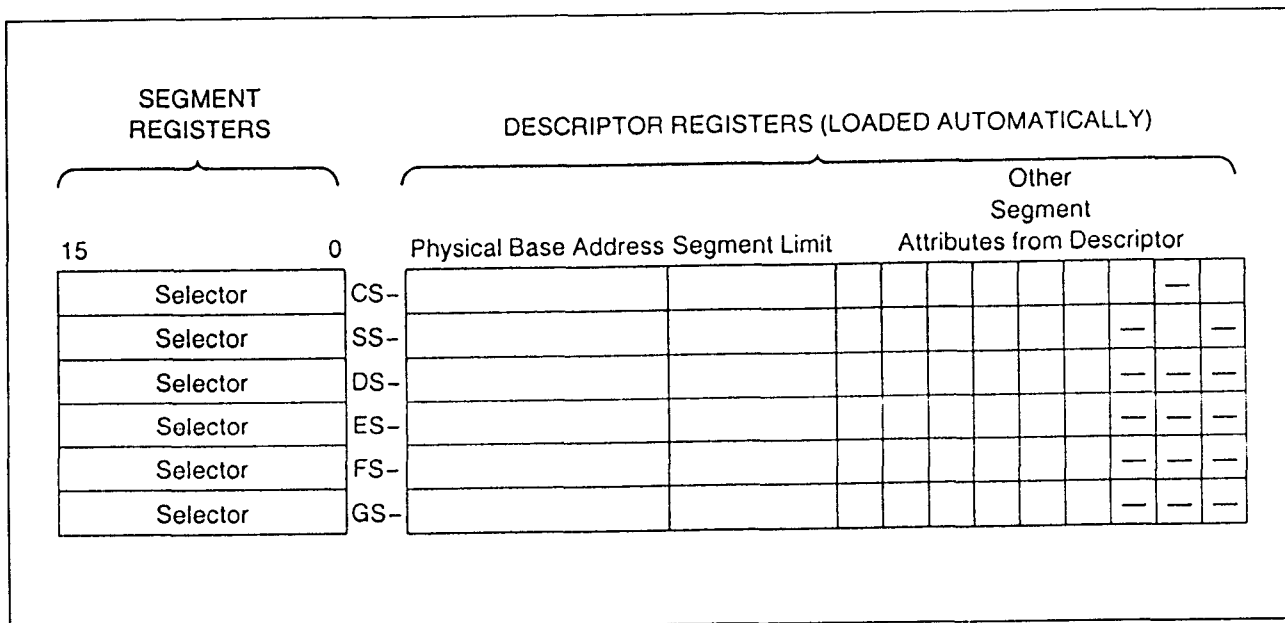 SEGMENT
REGISTERS
DESCRIPTOR REGISTERS (LOADED AUTOMATICALLY)
Other
Segment
15 0 Physical Base Address Segment Limit Attributes from Descriptor
Selector CS– —
Selector SS– — —
Selector DS– — — —
Selector ES– — — —
Selector FS– — — —
Selector GS– — — —